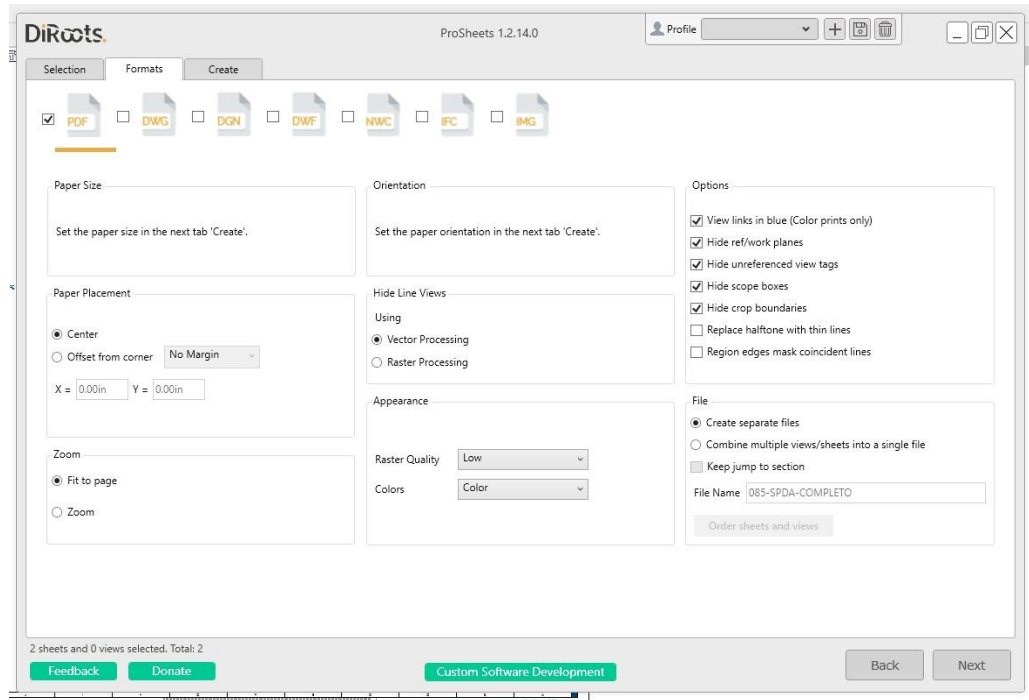 DiRoots.
ProSheets 1.2.14.0
Profile
Selection
Formats
Create
PDF
DWG
DGN
DWF
NWC
IFC
IMG
Paper Size
Set the paper size in the next tab 'Create'.
Orientation
Set the paper orientation in the next tab 'Create'.
Options
View links in blue (Color prints only)
Hide ref/work planes
Hide unreferenced view tags
Hide scope boxes
Hide crop boundaries
Replace halftone with thin lines
Region edges mask coincident lines
Paper Placement
Center
Offset from corner No Margin
X = 0.00in Y = 0.00in
Hide Line Views
Using
Vector Processing
Raster Processing
Appearance
Raster Quality Low
Colors Color
File
Create separate files
Combine multiple views/sheets into a single file
Keep jump to section
File Name 085-SPDA-COMPLETO
Order sheets and views
Zoom
Fit to page
Zoom
2 sheets and 0 views selected. Total: 2
Feedback
Donate
Custom Software Development
Back
Next